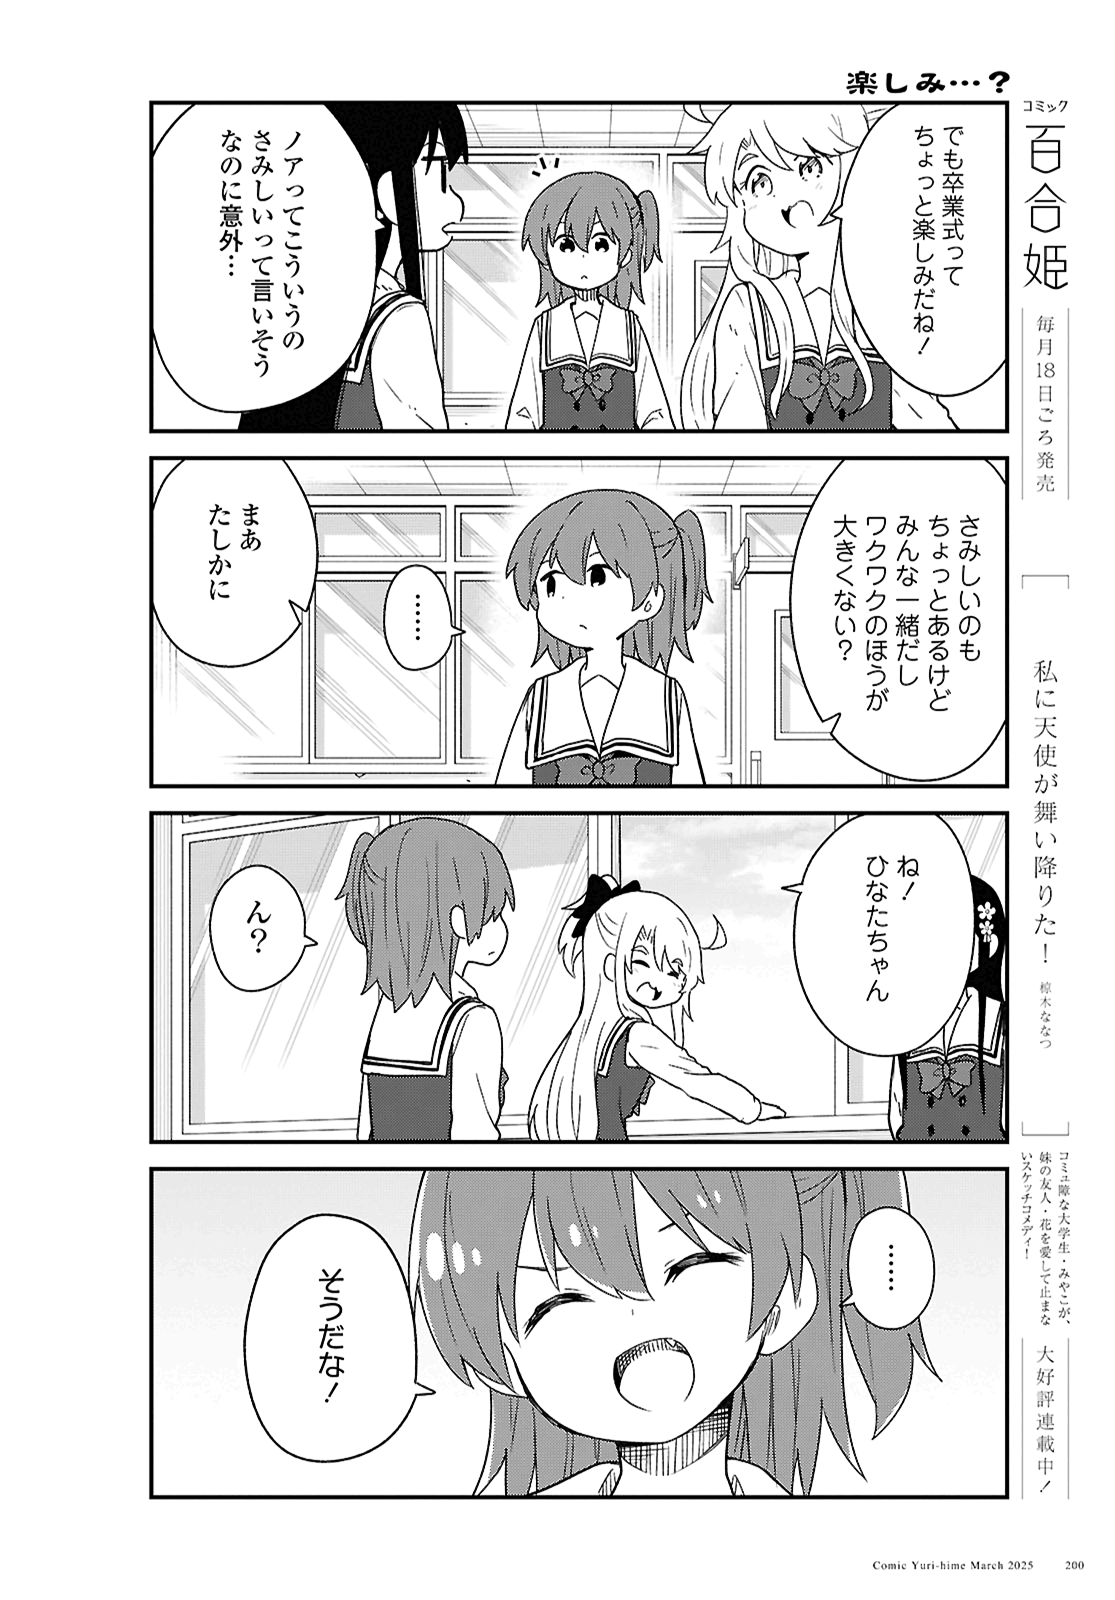 楽しみ…？
でも卒業式って
ちょっと楽しみだね！
ノアってこういうの
さみしいって言いそう
なのに意外…
さみしいのも
ちょっとあるけど
みんな一緒だし
ワクワクのほうが
大きくない？
……
まあ
たしかに
ね！
ひなたちゃん
ん？
……
そうだな！
コミック
百合姫
毎月18日ごろ発売
私に天使が舞い降りた！
椋木ななつ
コミュ障な大学生・みやこが、
妹の友人・花を愛して止まな
いスケッチコメディ！
大好評連載中！
Comic Yuri-hime March 2025 200